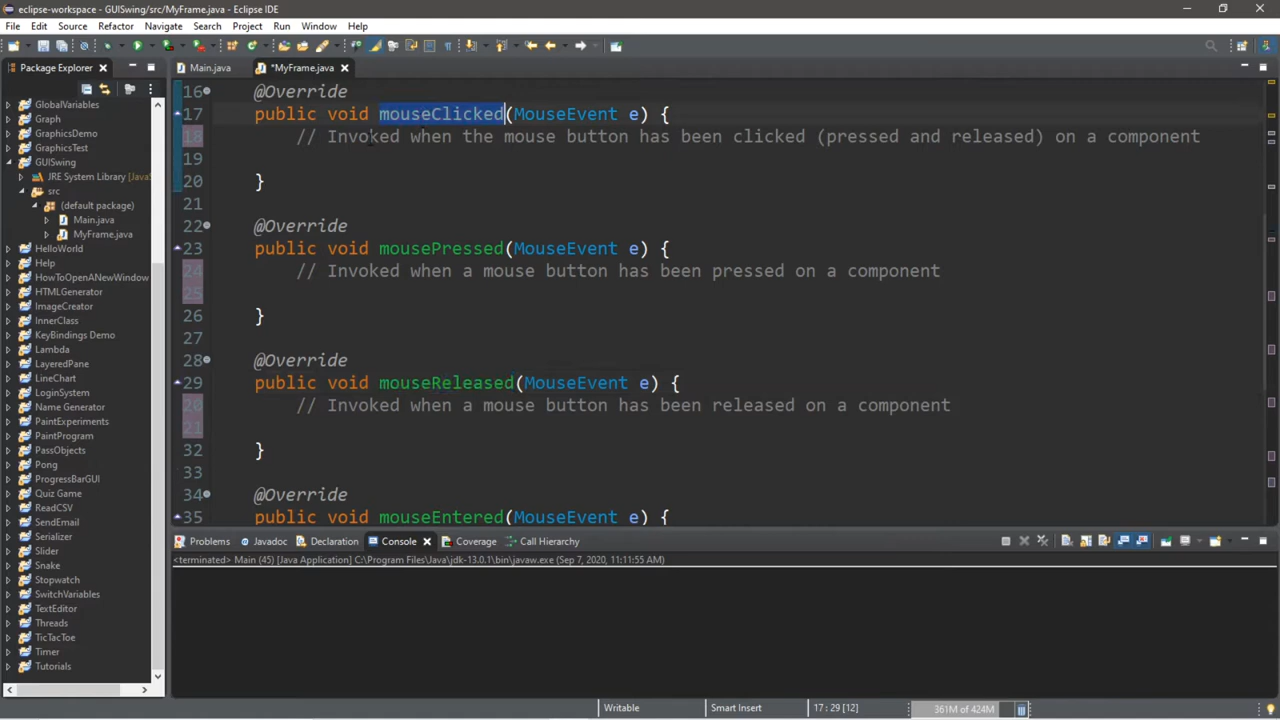 eclipse-workspace - GUISwing/src/MyFrame.java - Eclipse IDE
File Edit Source Refactor Navigate Search Project Run Window Help
Package Explorer
Main.java *MyFrame.java
GlobalVariables
Graph
GraphicsDemo
GraphicsTest
GUISwing
JRE System Library [Java
src
(default package)
Main.java
MyFrame.java
HelloWorld
Help
HowToOpenANewWindow
HTMLGenerator
ImageCreator
InnerClass
KeyBindings Demo
Lambda
LayeredPane
LineChart
LoginSystem
Name Generator
PaintExperiments
PaintProgram
PassObjects
Pong
ProgressBarGUI
Quiz Game
ReadCSV
SendEmail
Serializer
Slider
Snake
Stopwatch
SwitchVariables
TextEditor
Threads
TicTacToe
Timer
Tutorials
16 @Override
17 public void mouseClicked(MouseEvent e) {
18 // Invoked when the mouse button has been clicked (pressed and released) on a component
19
20 }
21
22 @Override
23 public void mousePressed(MouseEvent e) {
24 // Invoked when a mouse button has been pressed on a component
25
26 }
27
28 @Override
29 public void mouseReleased(MouseEvent e) {
20 // Invoked when a mouse button has been released on a component
21
32 }
33
34 @Override
35 public void mouseEntered(MouseEvent e) {
Problems Javadoc Declaration Console Coverage Call Hierarchy
<terminated> Main (45) [Java Application] C:\Program Files\Java\jdk-13.0.1\bin\javaw.exe (Sep 7, 2020, 11:11:55 AM)
Writable Smart Insert 17 : 29 [12] 361M of 424M